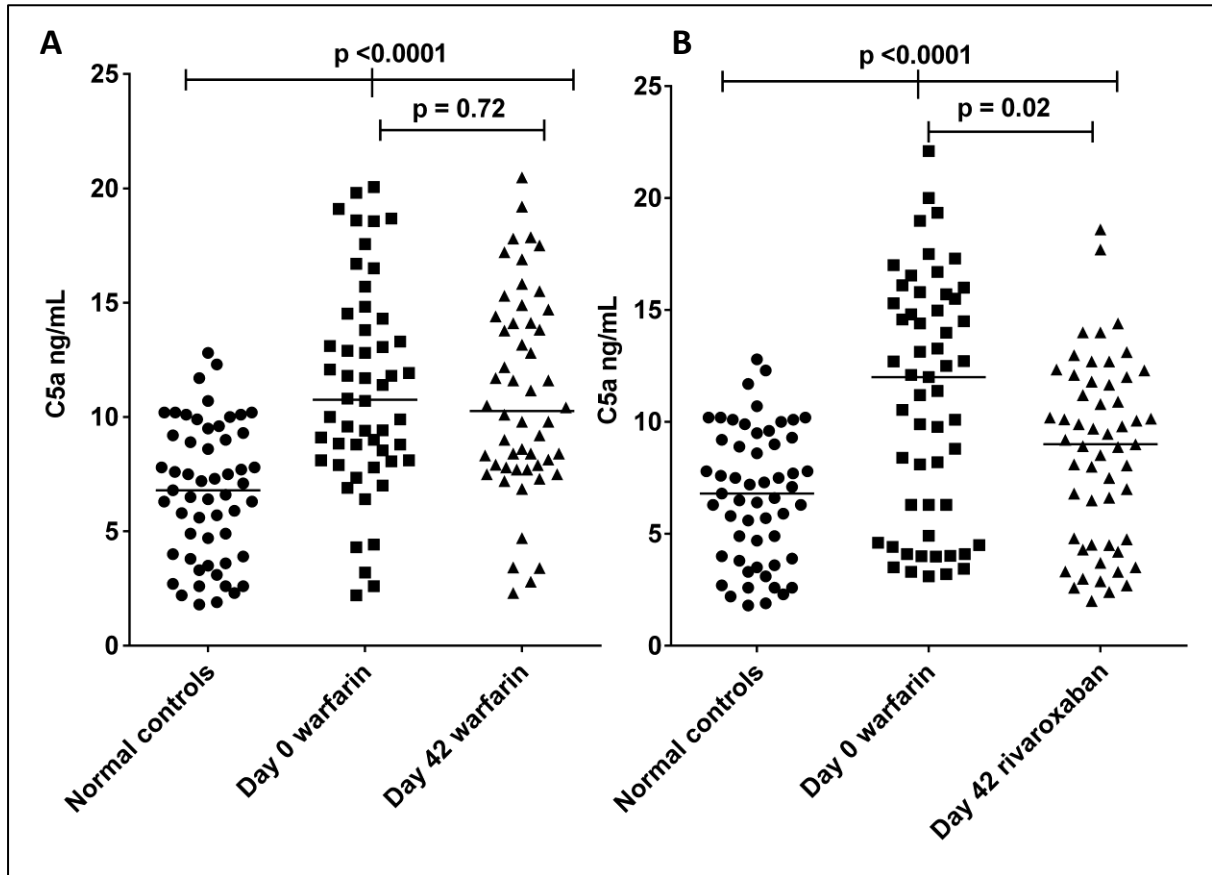 A
p <0.0001
p = 0.72
25
20
15
10
5
0
C5a ng/mL
Normal controls
Day 0 warfarin
Day 42 warfarin
B
p <0.0001
p = 0.02
25
20
15
10
5
0
C5a ng/mL
Normal controls
Day 0 warfarin
Day 42 rivaroxaban